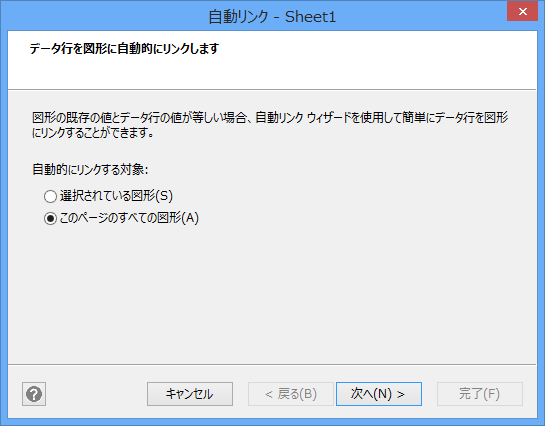 自動リンク - Sheet1
データ行を図形に自動的にリンクします
図形の既存の値とデータ行の値が等しい場合、自動リンク ウィザードを使用して簡単にデータ行を図形
にリンクすることができます。
自動的にリンクする対象:
選択されている図形(S)
このページのすべての図形(A)
? キャンセル < 戻る(B) 次へ(N) > 完了(F)